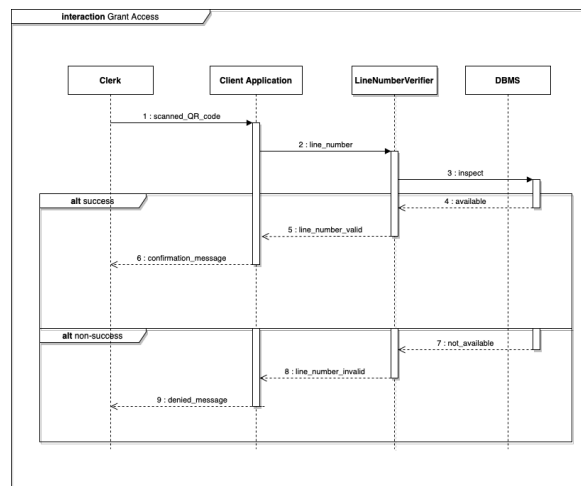 interaction Grant Access
Clerk
Client Application
LineNumberVerifier
DBMS
1 : scanned_QR_code
2 : line_number
3 : inspect
alt success
4 : available
5 : line_number_valid
6 : confirmation_message
alt non-success
7 : not_available
8 : line_number_invalid
9 : denied_message